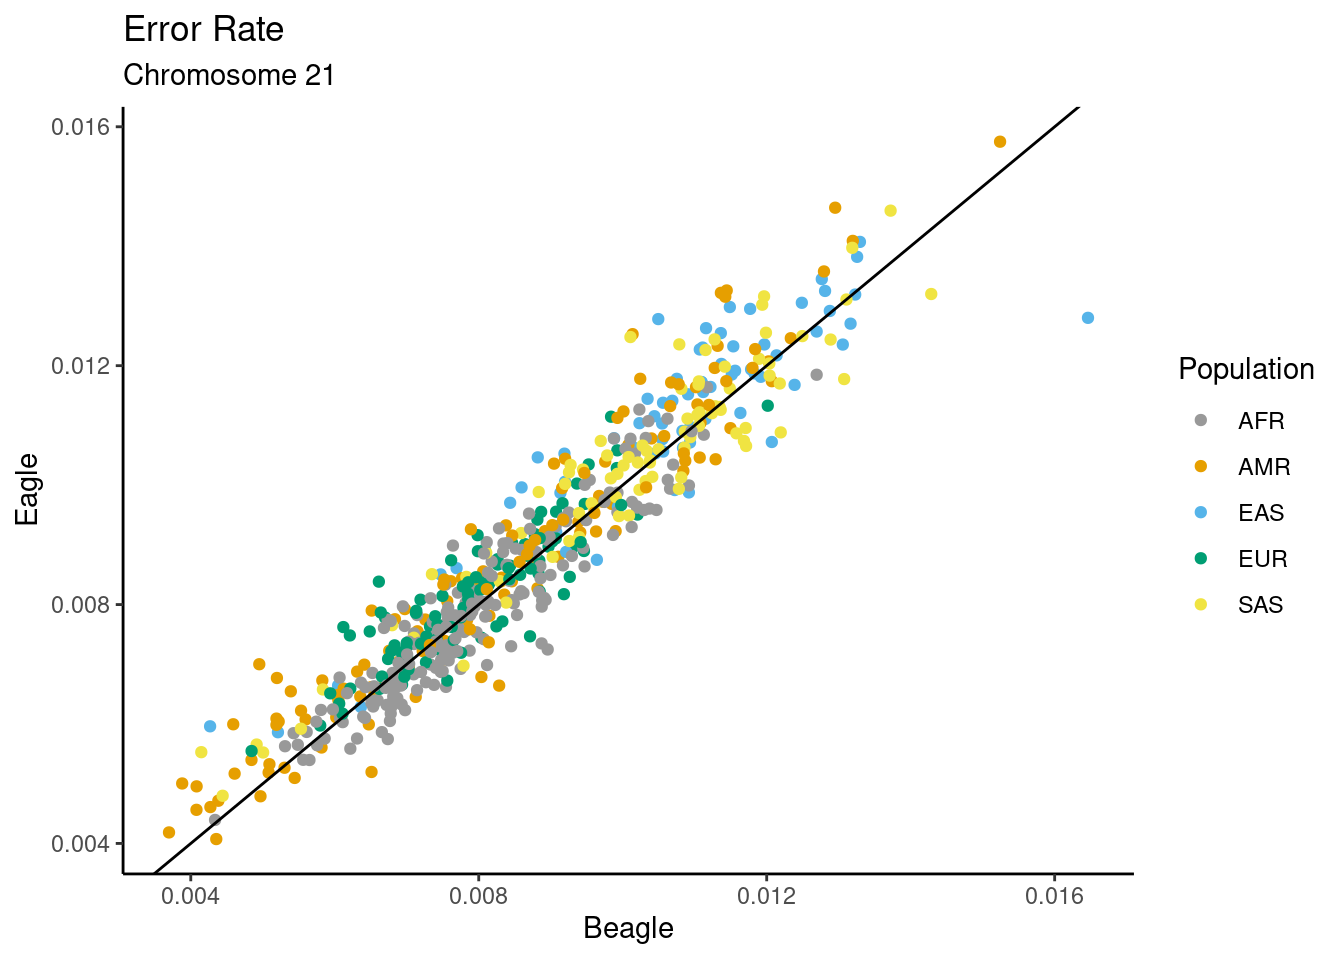 Error Rate
Chromosome 21
0.016
0.012
0.008
0.004
Eagle
0.004 0.008 0.012 0.016
Beagle
Population
AFR
AMR
EAS
EUR
SAS